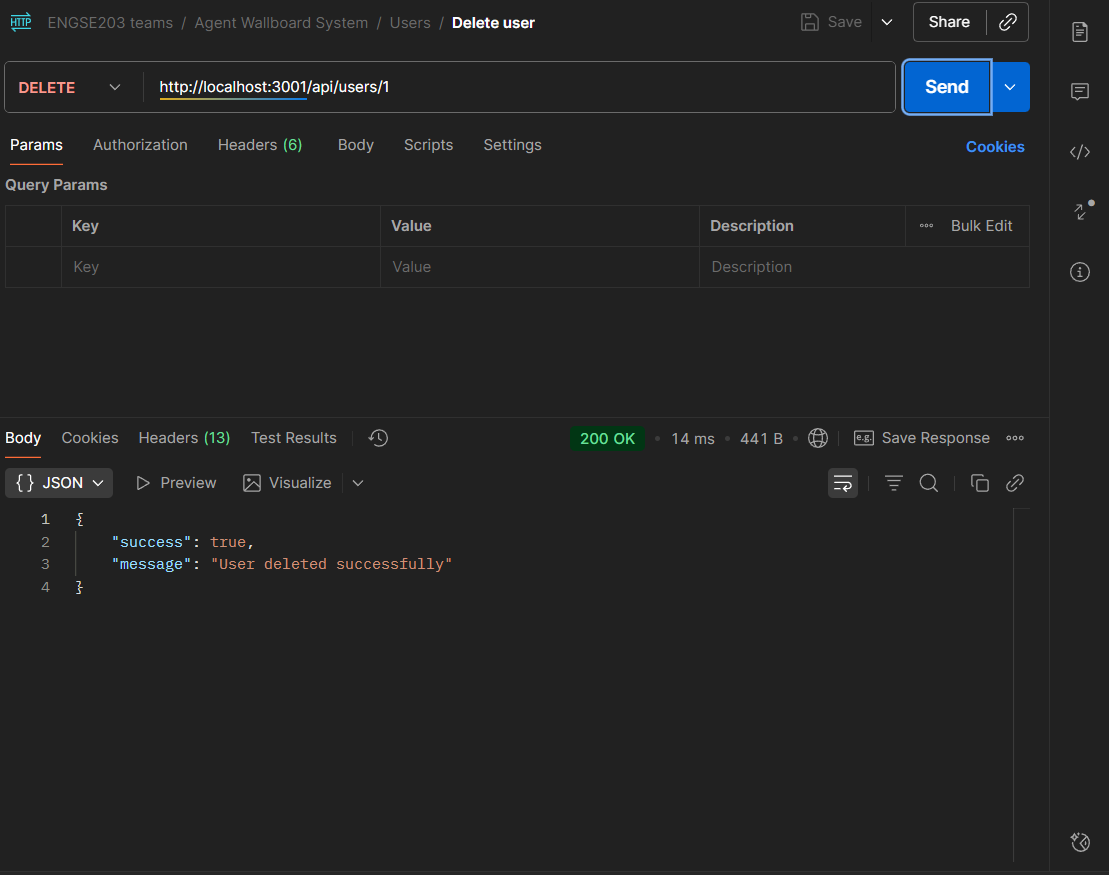 HTTP ENGSE203 teams / Agent Wallboard System / Users / Delete user Save Share
DELETE http://localhost:3001/api/users/1 Send
Params Authorization Headers (6) Body Scripts Settings Cookies
Query Params
Key Value Description Bulk Edit
Key Value Description
Body Cookies Headers (13) Test Results 200 OK 14 ms 441 B e.g. Save Response
{} JSON Preview Visualize
1 {
2 "success": true,
3 "message": "User deleted successfully"
4 }